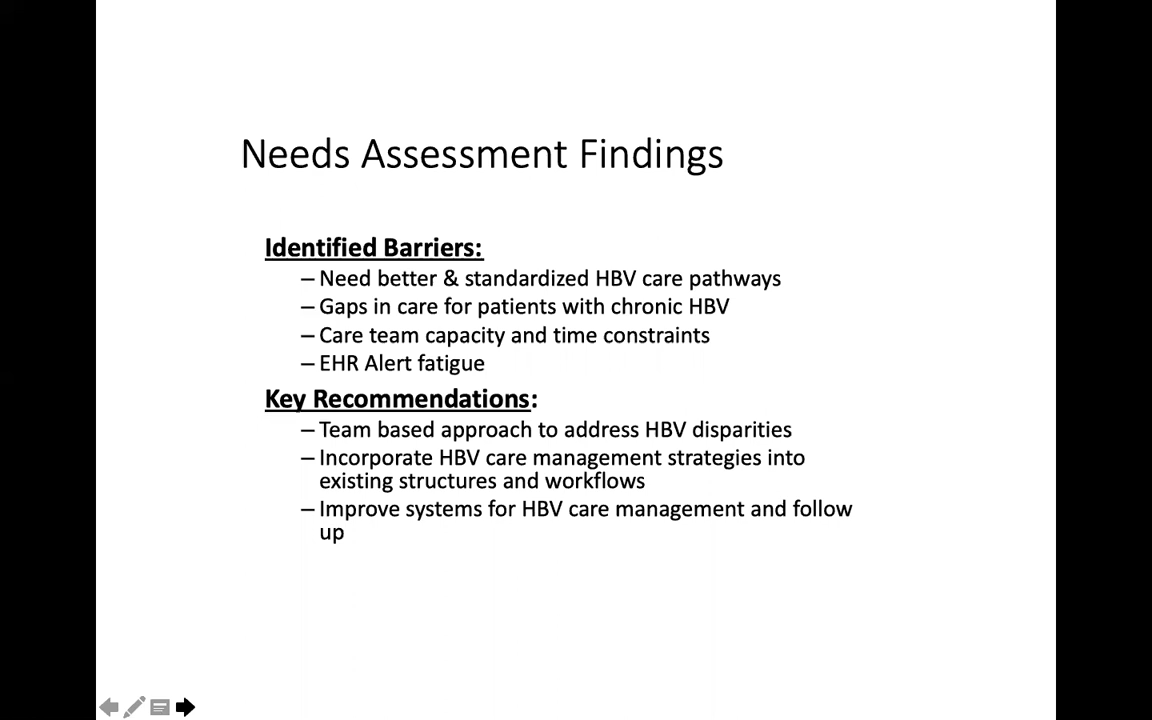 Needs Assessment Findings
Identified Barriers:
– Need better & standardized HBV care pathways
– Gaps in care for patients with chronic HBV
– Care team capacity and time constraints
– EHR Alert fatigue
Key Recommendations:
– Team based approach to address HBV disparities
– Incorporate HBV care management strategies into
existing structures and workflows
– Improve systems for HBV care management and follow
up